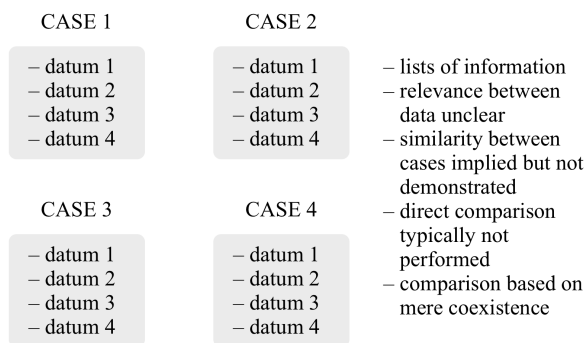 CASE 1
– datum 1
– datum 2
– datum 3
– datum 4
CASE 2
– datum 1
– datum 2
– datum 3
– datum 4
CASE 3
– datum 1
– datum 2
– datum 3
– datum 4
CASE 4
– datum 1
– datum 2
– datum 3
– datum 4
– lists of information
– relevance between
data unclear
– similarity between
cases implied but not
demonstrated
– direct comparison
typically not
performed
– comparison based on
mere coexistence